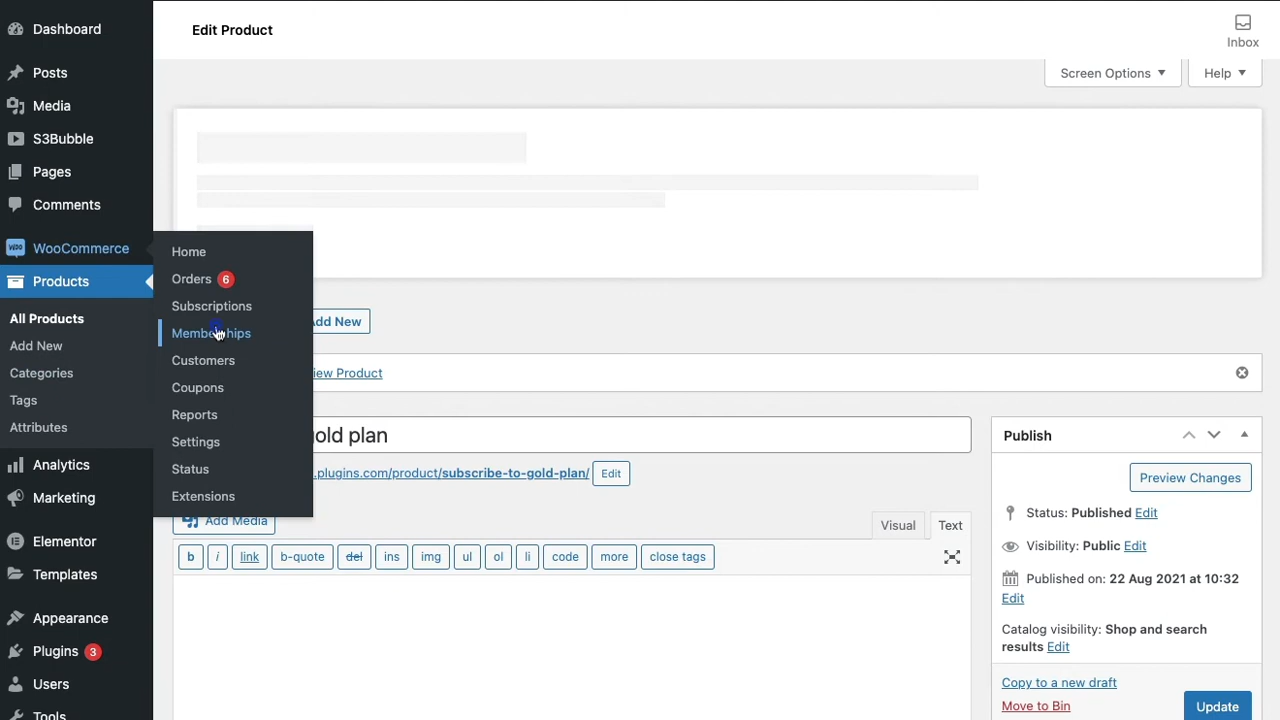 Dashboard
Posts
Media
S3Bubble
Pages
Comments
WooCommerce
Products
All Products
Add New
Categories
Tags
Attributes
Analytics
Marketing
Elementor
Templates
Appearance
Plugins 3
Users
Tools
Home
Orders 6
Subscriptions
Memberships
Customers
Coupons
Reports
Settings
Status
Extensions
Edit Product
Inbox
Screen Options
Help
Add New
iew Product
old plan
.plugins.com/product/subscribe-to-gold-plan/ Edit
Add Media
Visual Text
b i link b-quote del ins img ul ol li code more close tags
Publish
Preview Changes
Status: Published Edit
Visibility: Public Edit
Published on: 22 Aug 2021 at 10:32
Edit
Catalog visibility: Shop and search
results Edit
Copy to a new draft
Move to Bin
Update